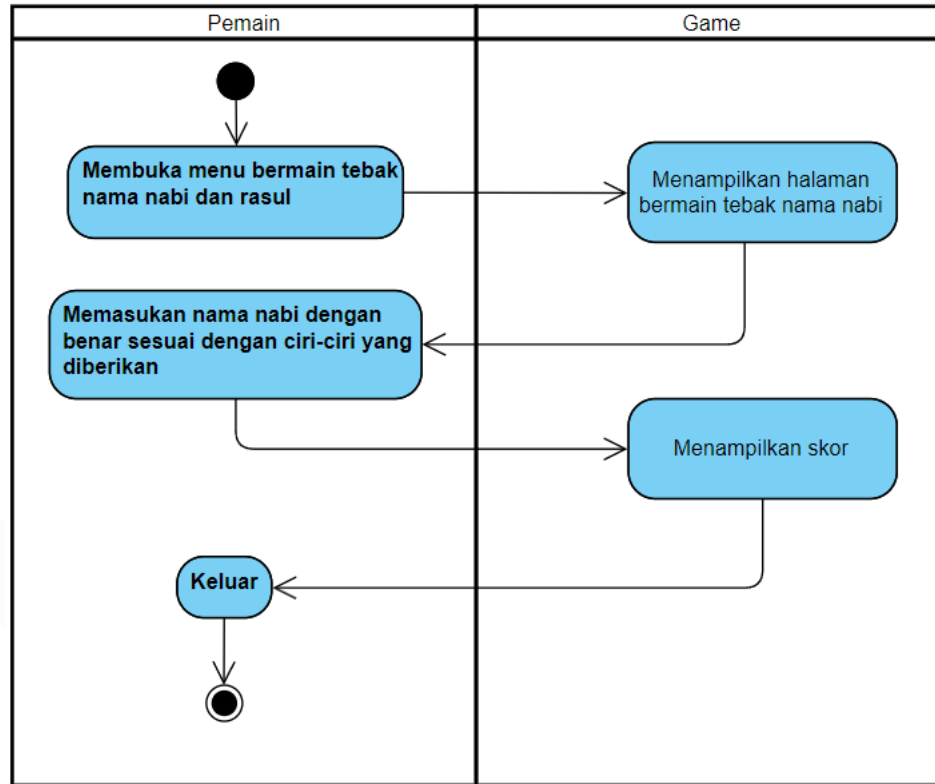 Pemain
Game
Membuka menu bermain tebak
nama nabi dan rasul
Menampilkan halaman
bermain tebak nama nabi
Memasukan nama nabi dengan
benar sesuai dengan ciri-ciri yang
diberikan
Menampilkan skor
Keluar